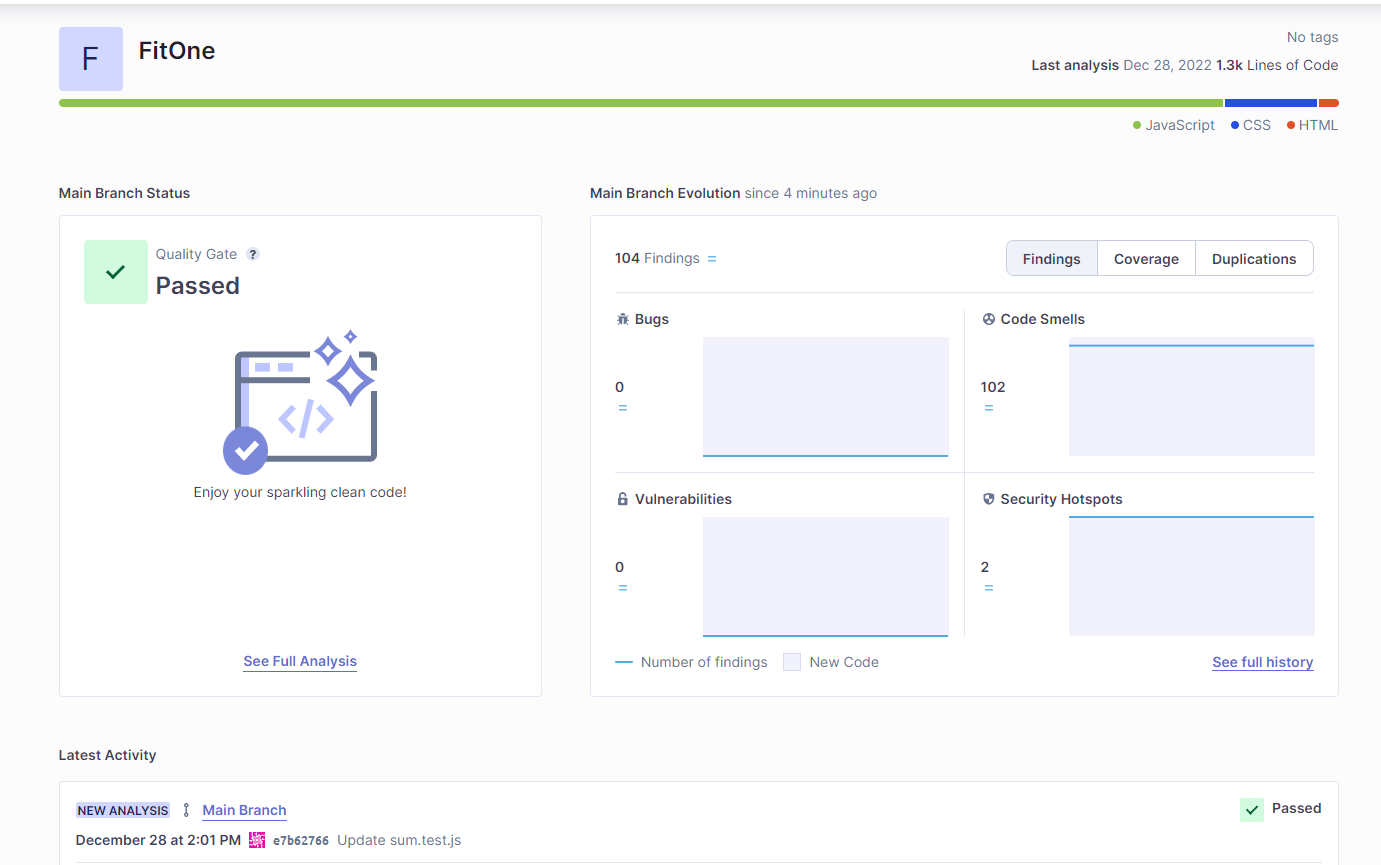 F
FitOne
No tags
Last analysis Dec 28, 2022 1.3k Lines of Code
JavaScript CSS HTML
Main Branch Status
Quality Gate ?
Passed
</>
Enjoy your sparkling clean code!
See Full Analysis
Main Branch Evolution since 4 minutes ago
104 Findings =
Findings Coverage Duplications
Bugs
0
=
Code Smells
102
=
Vulnerabilities
0
=
Security Hotspots
2
=
Number of findings New Code
See full history
Latest Activity
NEW ANALYSIS Main Branch
Passed
December 28 at 2:01 PM e7b62766 Update sum.test.js